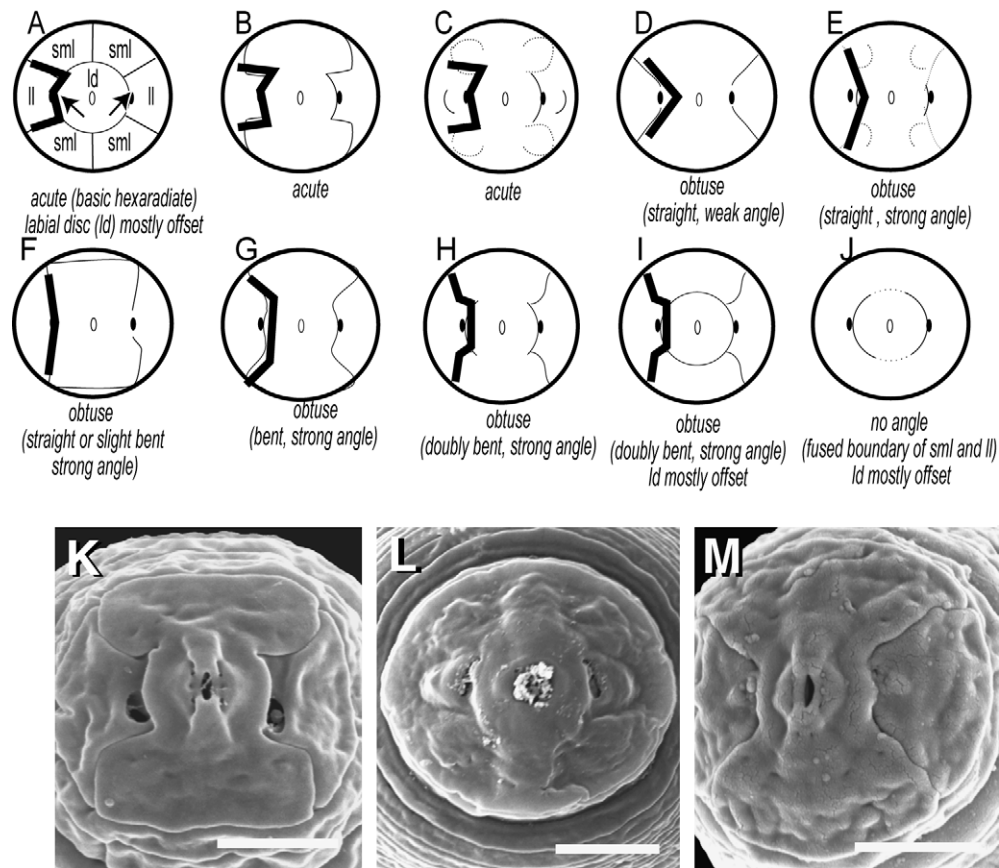 A
B
C
D
E
sml
sml
ld
ll
ll
sml
sml
acute (basic hexaradiate)
labial disc (ld) mostly offset
acute
acute
obtuse
(straight, weak angle)
obtuse
(straight , strong angle)
F
G
H
I
J
obtuse
(straight or slight bent
strong angle)
obtuse
(bent, strong angle)
obtuse
(doubly bent, strong angle)
obtuse
(doubly bent, strong angle)
ld mostly offset
no angle
(fused boundary of sml and ll)
ld mostly offset
K
L
M